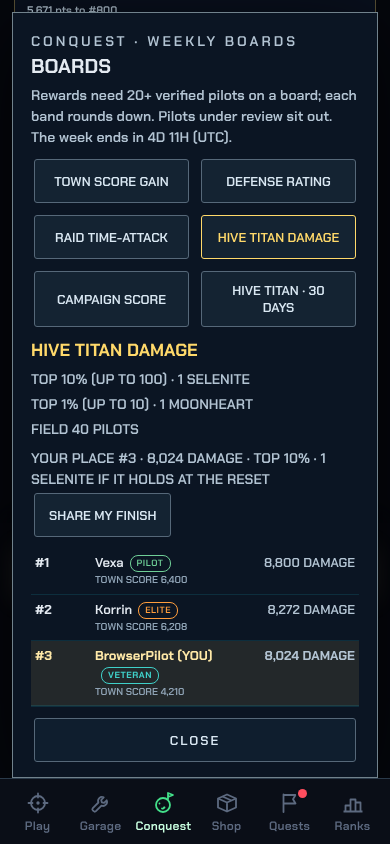 5,671 pts to #800
CONQUEST · WEEKLY BOARDS
BOARDS
Rewards need 20+ verified pilots on a board; each
band rounds down. Pilots under review sit out.
The week ends in 4D 11H (UTC).
TOWN SCORE GAIN
DEFENSE RATING
RAID TIME-ATTACK
HIVE TITAN DAMAGE
CAMPAIGN SCORE
HIVE TITAN · 30
DAYS
HIVE TITAN DAMAGE
TOP 10% (UP TO 100) · 1 SELENITE
TOP 1% (UP TO 10) · 1 MOONHEART
FIELD 40 PILOTS
YOUR PLACE #3 · 8,024 DAMAGE · TOP 10% · 1
SELENITE IF IT HOLDS AT THE RESET
SHARE MY FINISH
#1 Vexa PILOT 8,800 DAMAGE
TOWN SCORE 6,400
#2 Korrin ELITE 8,272 DAMAGE
TOWN SCORE 6,208
#3 BrowserPilot (YOU) 8,024 DAMAGE
VETERAN
TOWN SCORE 4,210
CLOSE
Play Garage Conquest Shop Quests Ranks